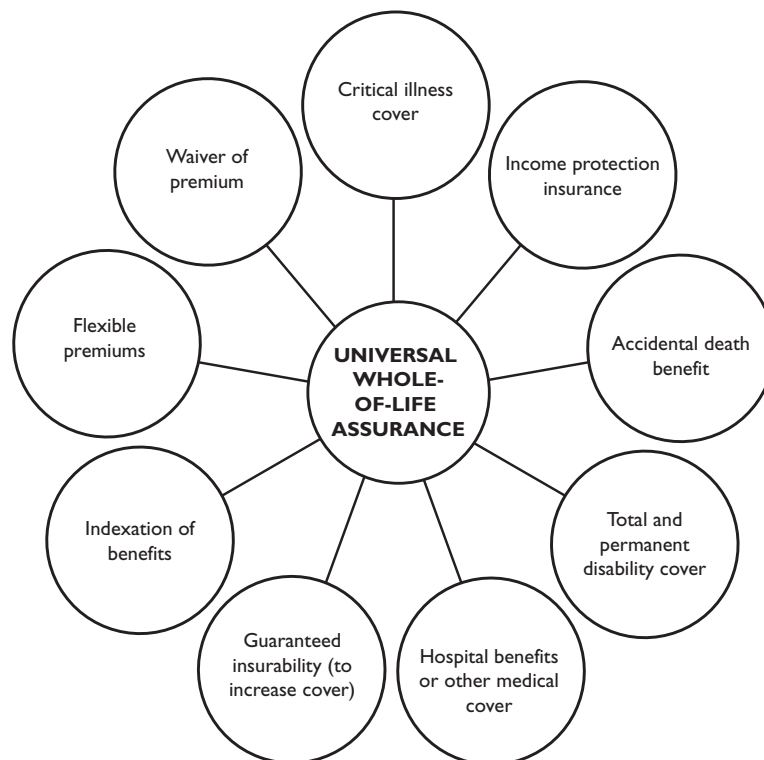 Critical illness
cover
Income protection
insurance
Accidental death
benefit
Total and
permanent
disability cover
Hospital benefits
or other medical
cover
Guaranteed
insurability (to
increase cover)
Indexation of
benefits
Flexible
premiums
Waiver of
premium
UNIVERSAL
WHOLE-
OF-LIFE
ASSURANCE